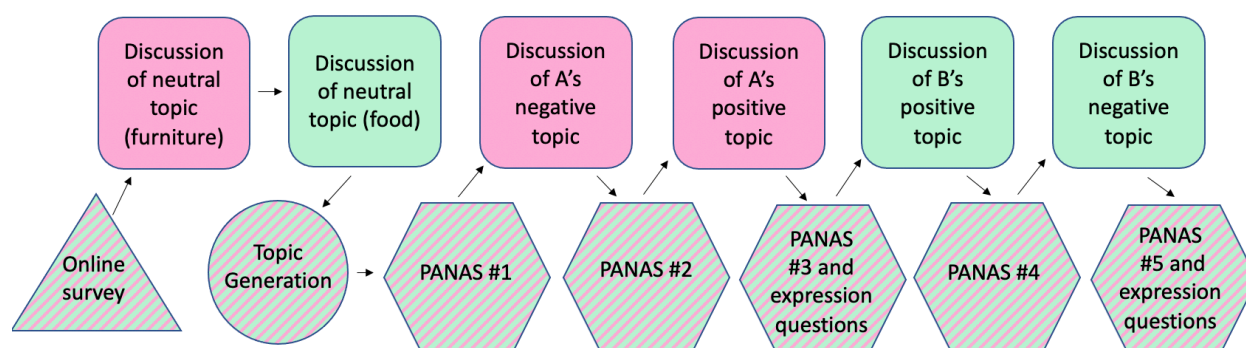 Discussion
of neutral
topic
(furniture)
Discussion
of neutral
topic (food)
Discussion
of A's
negative
topic
Discussion
of A's
positive
topic
Discussion
of B's
positive
topic
Discussion
of B's
negative
topic
Online
survey
Topic
Generation
PANAS #1
PANAS #2
PANAS
#3 and
expression
questions
PANAS #4
PANAS
#5 and
expression
questions